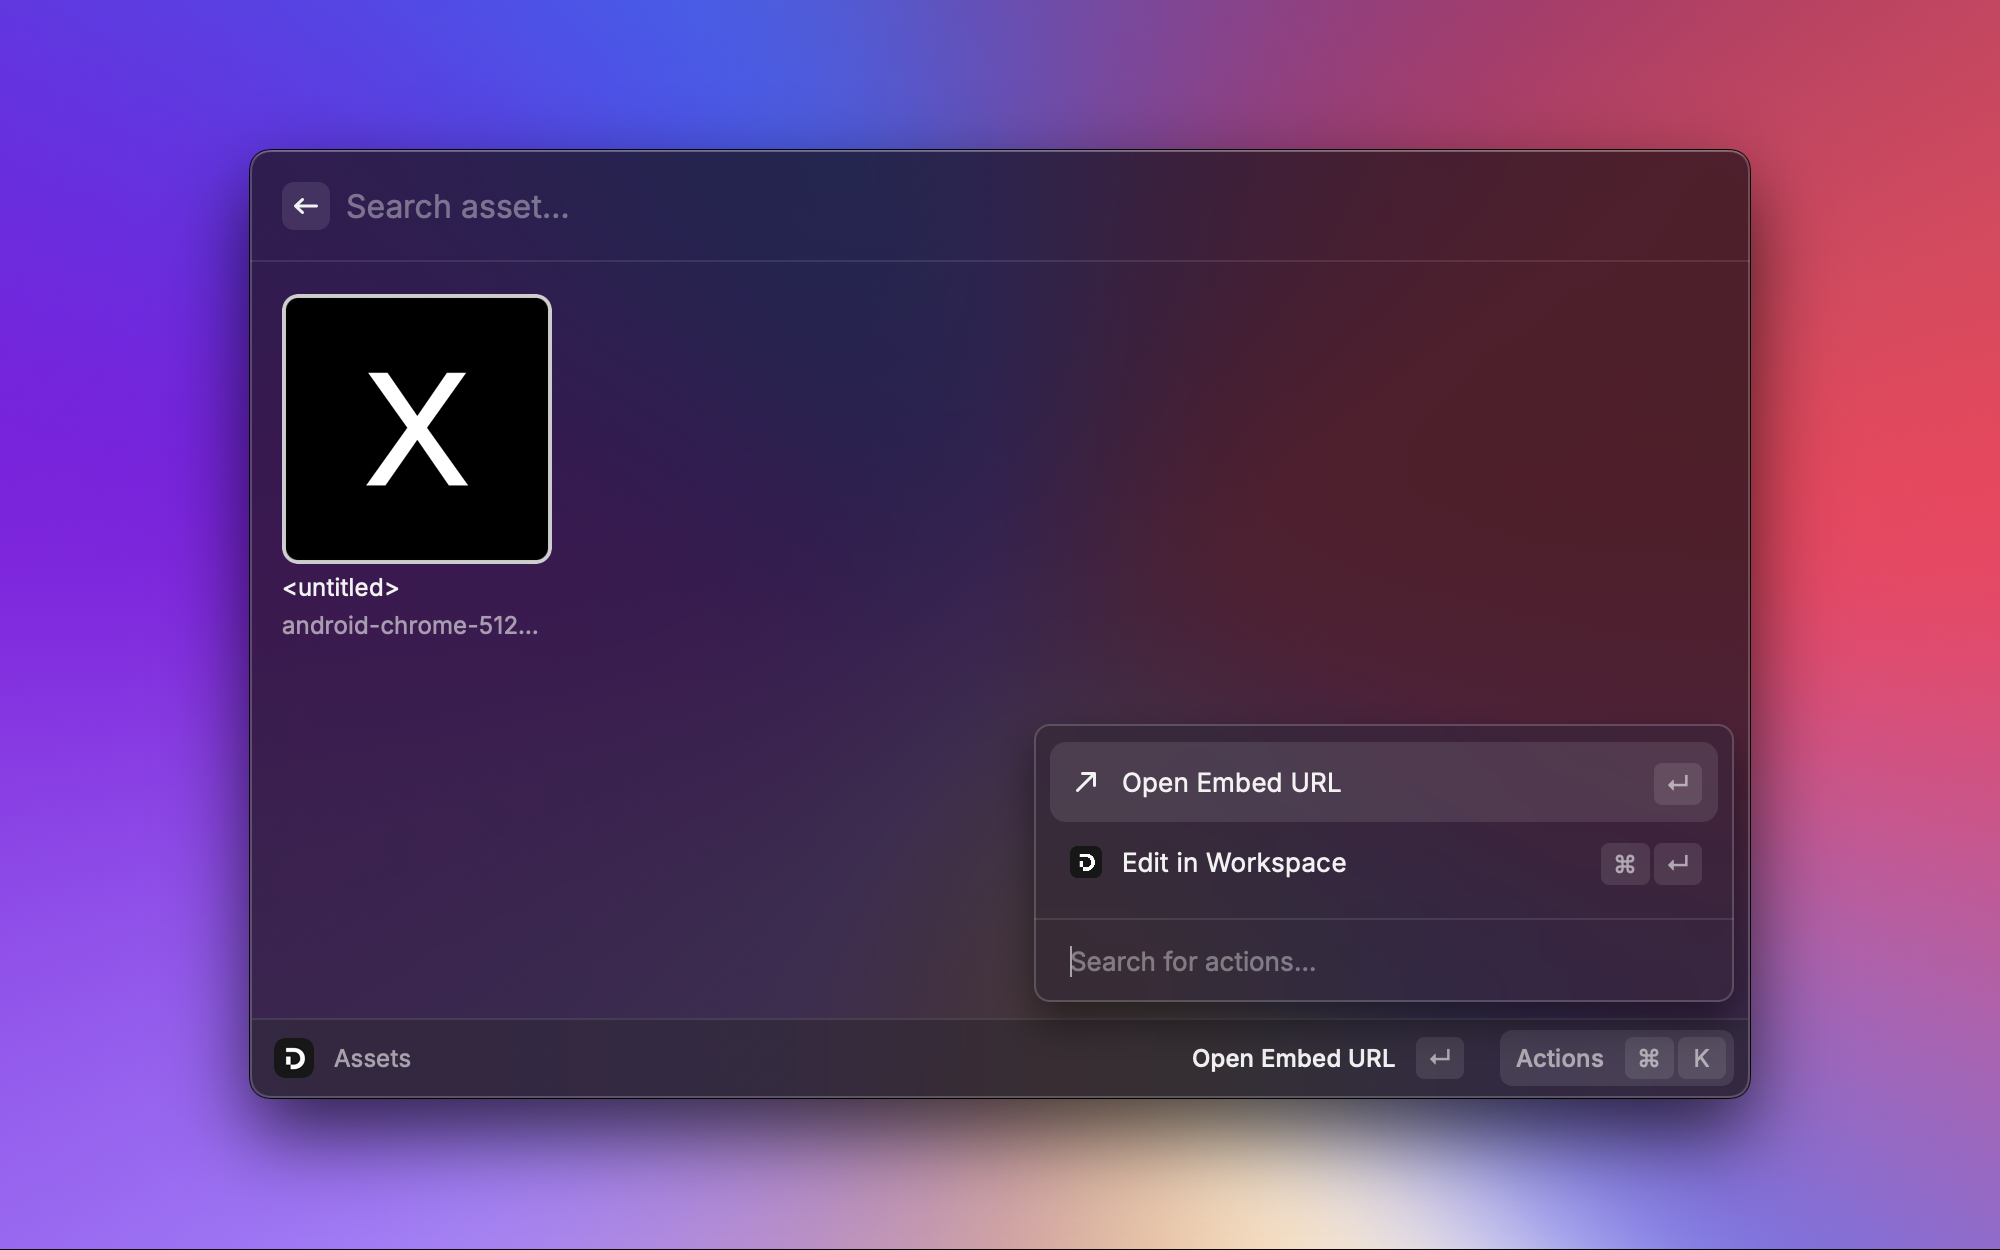 Search asset...
X
<untitled>
android-chrome-512...
Open Embed URL
Edit in Workspace ⌘
Search for actions...
Assets
Open Embed URL
Actions ⌘ K